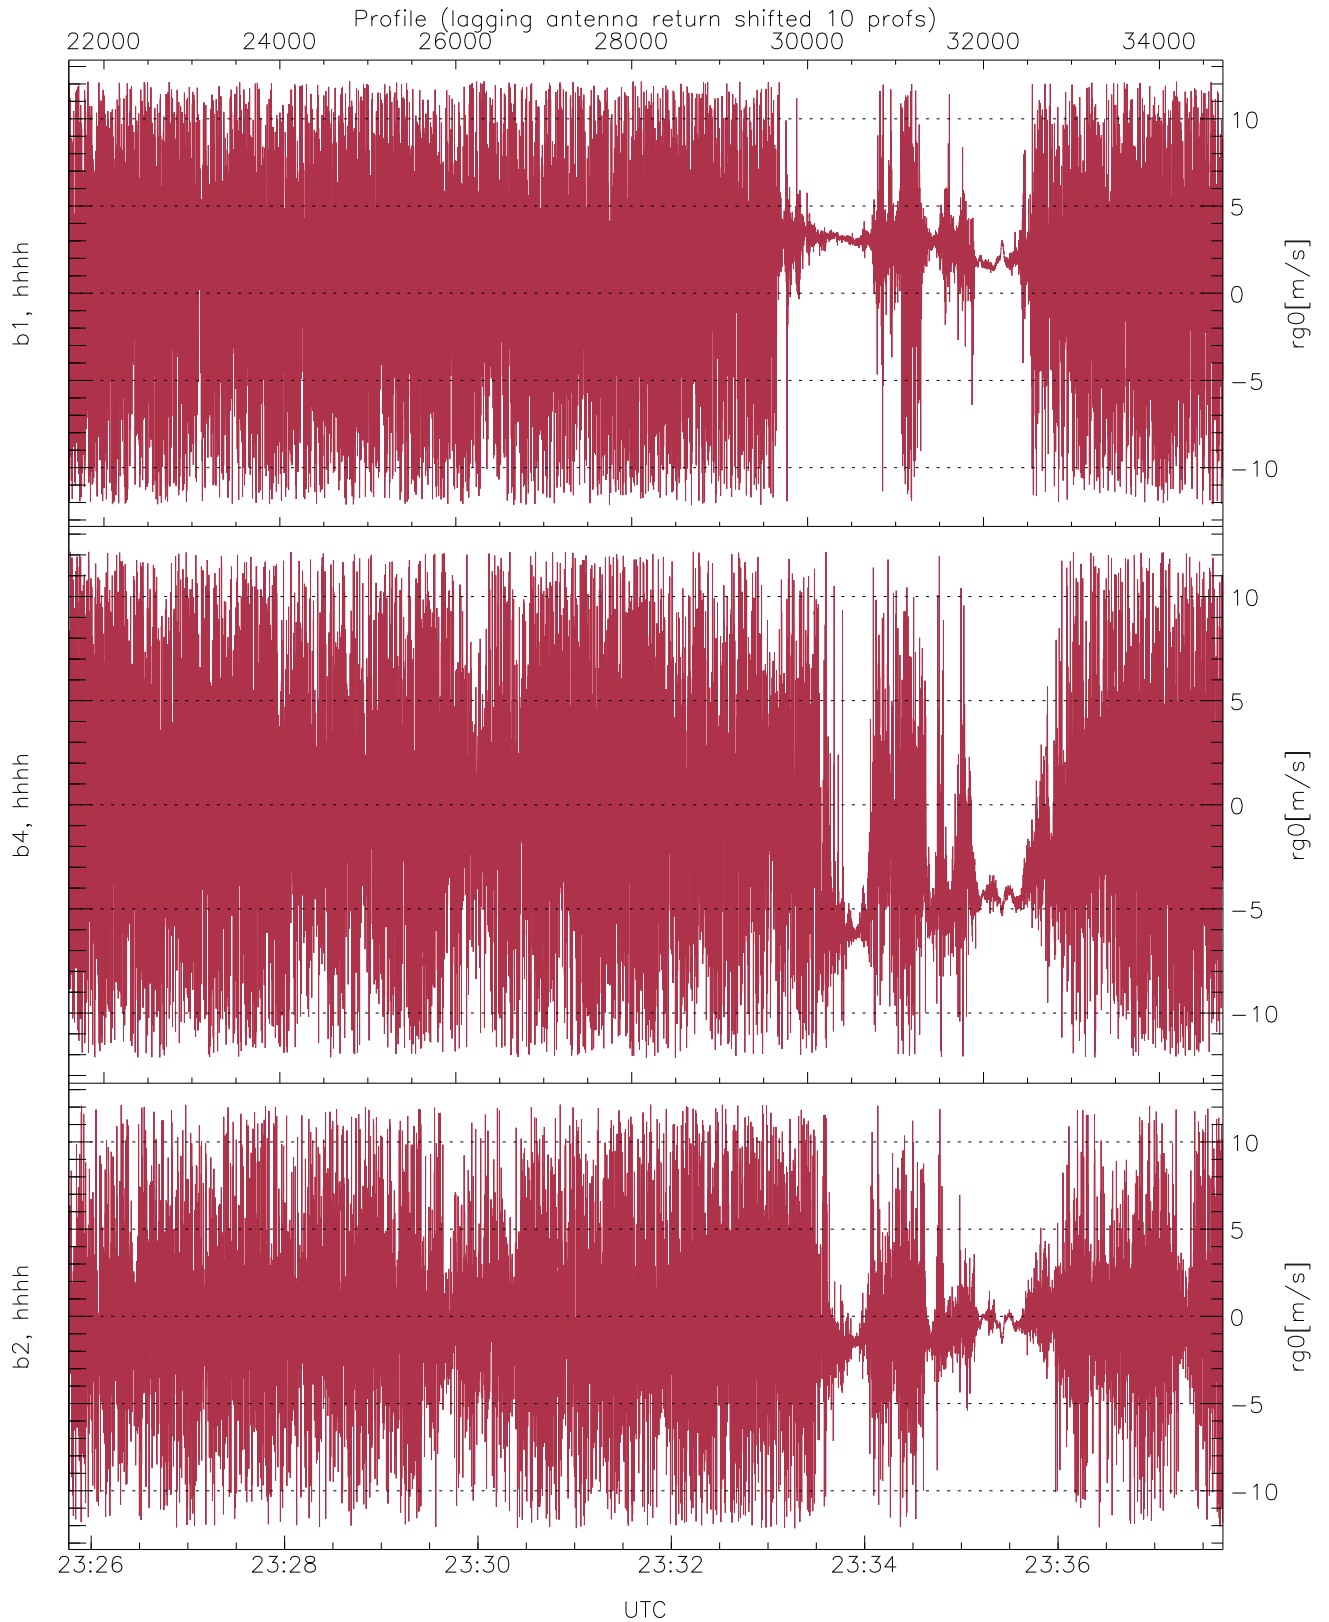 Profile (lagging antenna return shifted 10 profs)
22000 24000 26000 28000 30000 32000 34000
10
5
0
-5
-10
b1, hhhh
rg0[m/s]
10
5
0
-5
-10
b4, hhhh
rg0[m/s]
10
5
0
-5
-10
b2, hhhh
rg0[m/s]
23:26 23:28 23:30 23:32 23:34 23:36
UTC